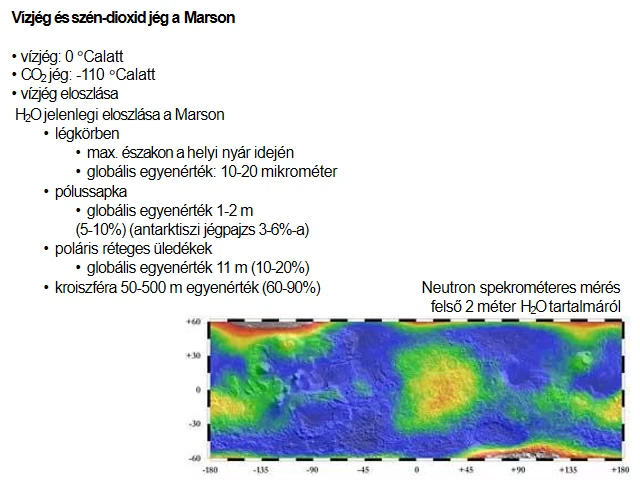 Vízjég és szén-dioxid jég a Marson
• vízjég: 0 °Calatt
• CO₂ jég: -110 °Calatt
• vízjég eloszlása
H₂O jelenlegi eloszlása a Marson
• légkörben
• max. északon a helyi nyár idején
• globális egyenérték: 10-20 mikrométer
• pólussapka
• globális egyenérték 1-2 m
(5-10%) (antarktiszi jégpajzs 3-6%-a)
• poláris réteges üledékek
• globális egyenérték 11 m (10-20%)
• kroiszféra 50-500 m egyenérték (60-90%)
Neutron spekrométeres mérés
felső 2 méter H₂O tartalmáról
+60
+30
0
-30
-60
-180 -135 -90 -45 0 +45 +90 +135 +180